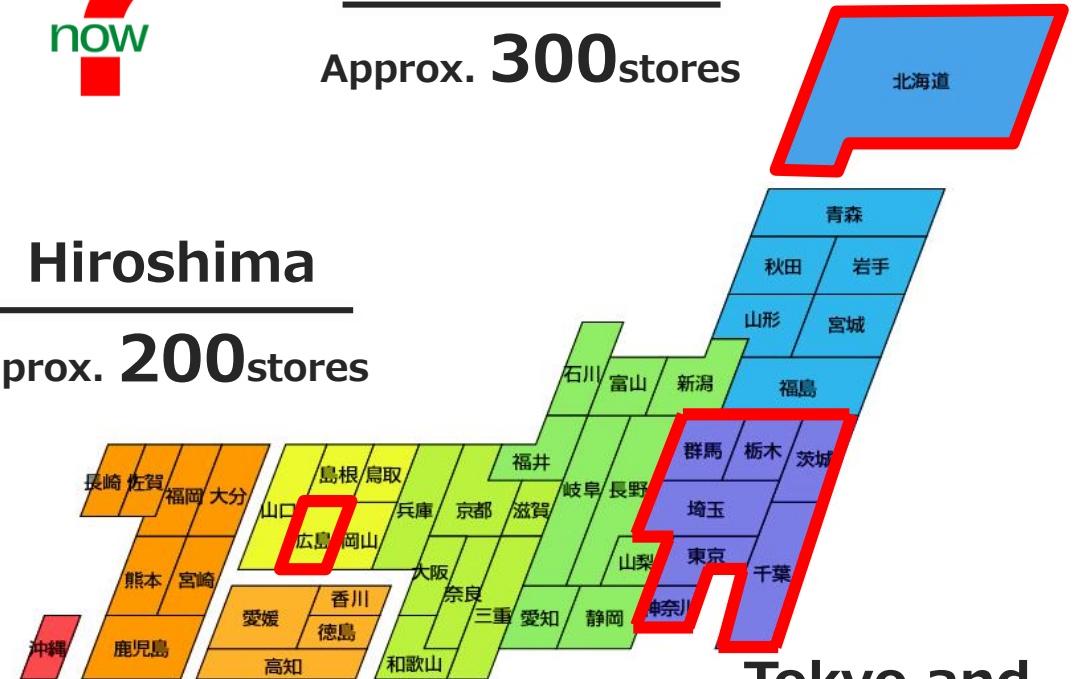 now
Approx. 300stores
北海道
青森
Hiroshima
秋田 岩手
山形 宮城
prox. 200stores
石川 富山 新潟 福島
群馬 栃木 茨城
福井
長崎 佐賀 福岡 大分
島根 鳥取
山口 兵庫 京都 滋賀 岐阜 長野
埼玉
広島 岡山
東京
山梨 千葉
熊本 宮崎
大阪
奈良
香川
愛媛 三重 愛知 静岡 神奈川
徳島
沖縄 鹿児島
高知 和歌山
Tokyo and